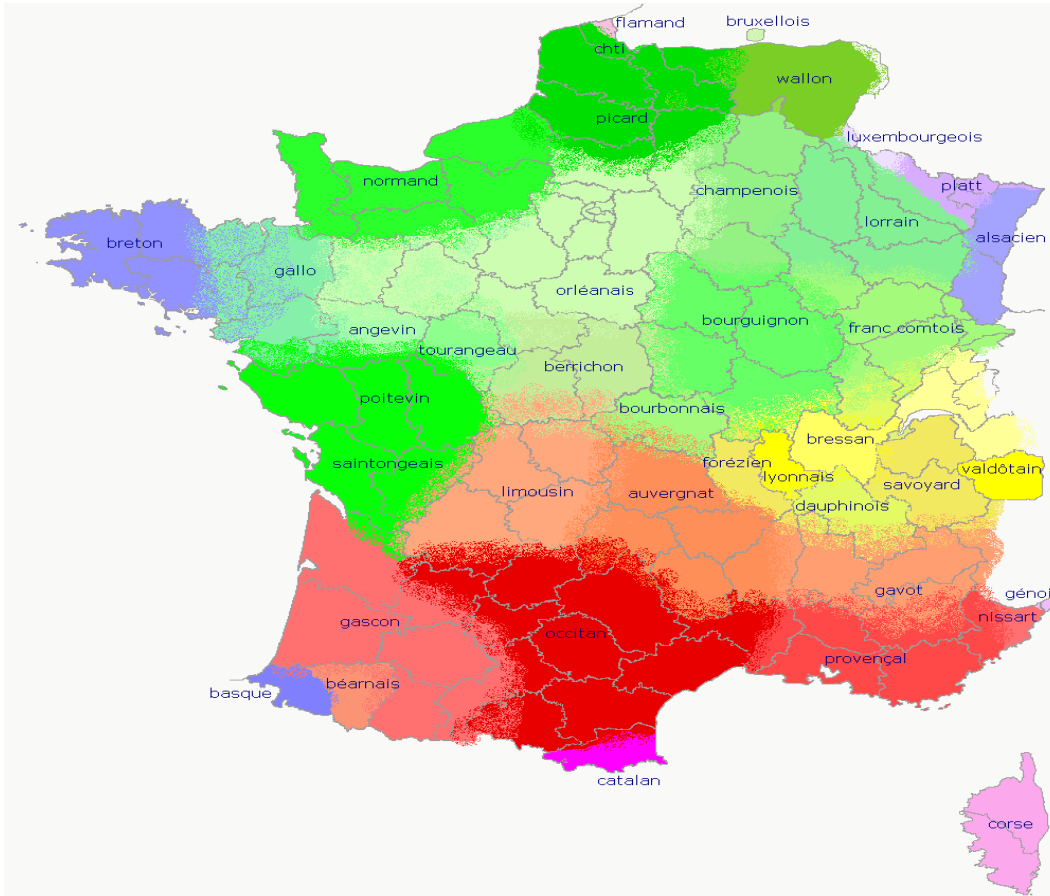 flamand
bruxellois
chtl
wallon
picard
luxembourgeois
normand
champenois
platt
lorrain
breton
alsacien
gallo
orléanais
bourguignon
franc comtois
angevin
tourangeau
berrichon
poitevin
bourbonnais
bressan
saintongeais
forézien
lyonnais
valdôtain
limousin
auvergnat
savoyard
dauphinois
gavot
génoi
nissart
gascon
occitan
provençal
béarnais
basque
catalan
corse